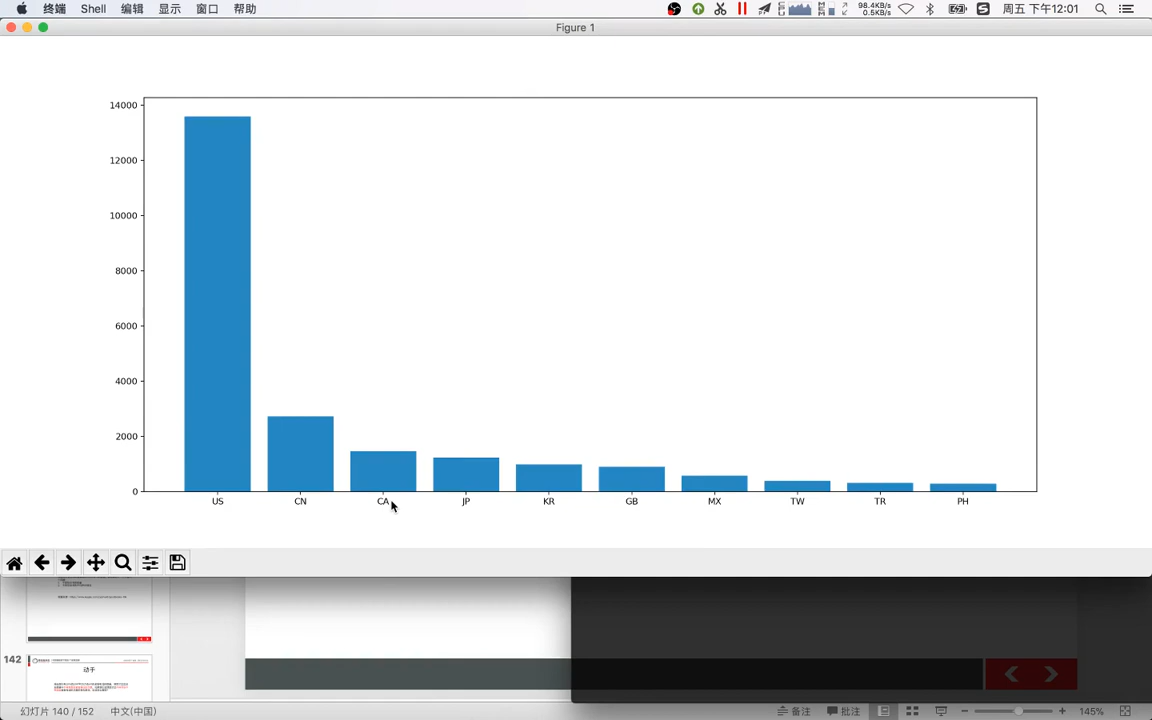 终端 Shell 编辑 显示 窗口 帮助 98.4KB/s 0.5KB/s 周五 下午12:01
Figure 1
14000
12000
10000
8000
6000
4000
2000
0
US CN CA JP KR GB MX TW TR PH
142
动手
幻灯片 140 / 152 中文(中国) 备注 批注 145%